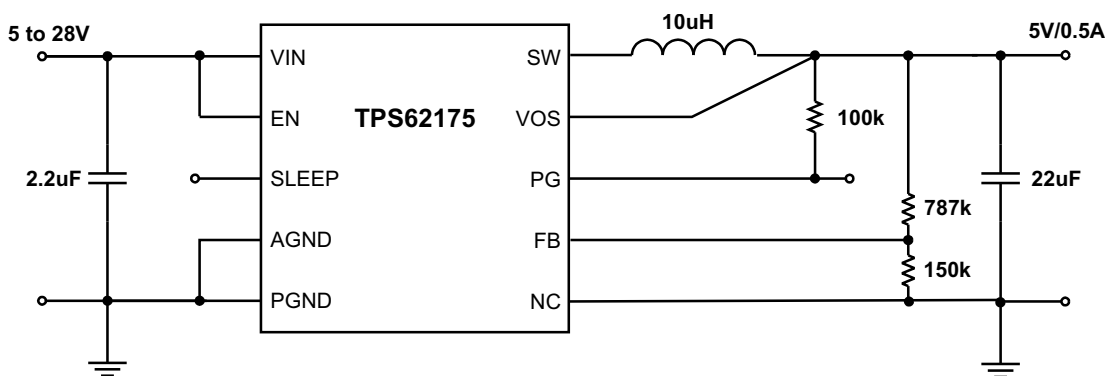 10uH
5 to 28V
5V/0.5A
VIN
SW
EN
TPS62175
VOS
100k
2.2uF
SLEEP
PG
22uF
787k
AGND
FB
150k
PGND
NC